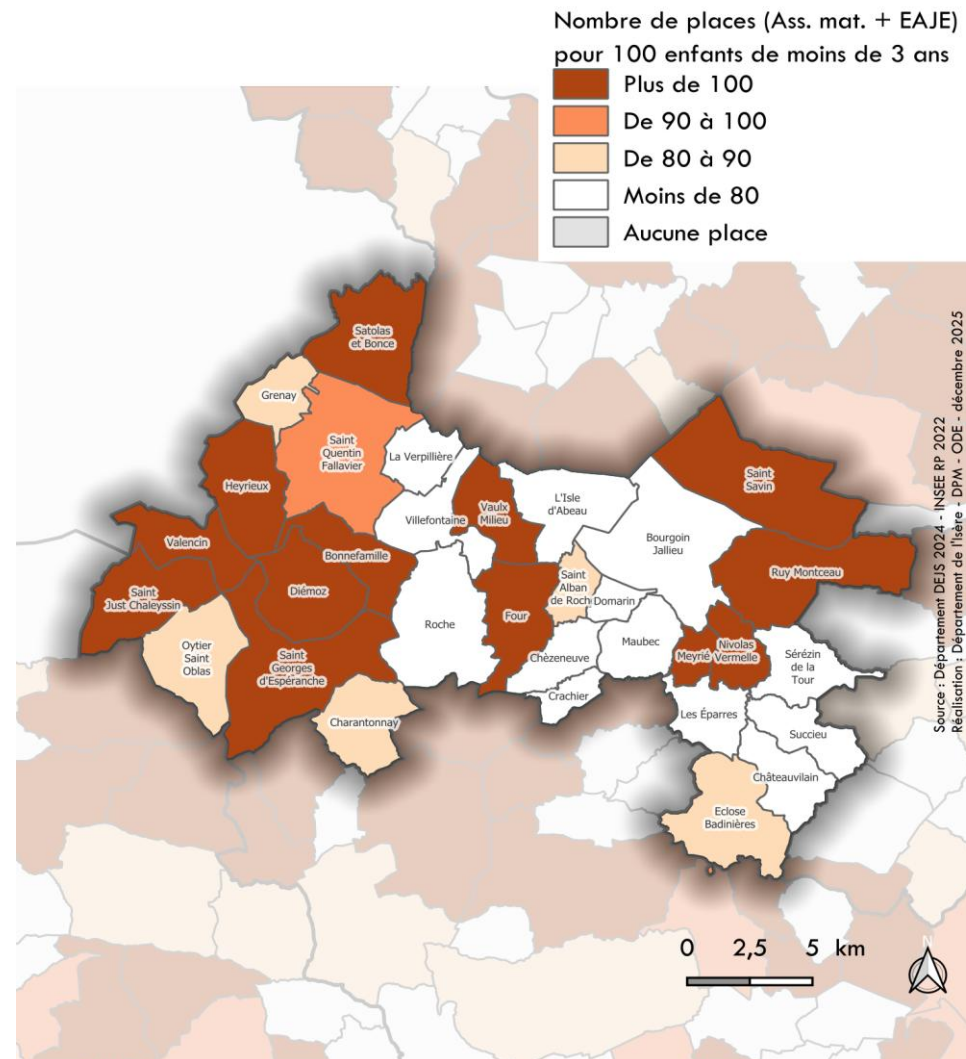 Nombre de places (Ass. mat. + EAJE)
pour 100 enfants de moins de 3 ans
Plus de 100
De 90 à 100
De 80 à 90
Moins de 80
Aucune place
Satolas
et Bonce
Grenay
Saint
Quentin
Fallavier
La Verpillière
Heyrieux
Villefontaine
Vaulx
Milieu
L'Isle
d'Abeau
Saint
Savin
Bourgoin
Jallieu
Valencin
Bonnefamille
Diémoz
Saint
Just Chaleyssin
Saint
Alban
de Roche
Domarin
Ruy Montceau
Roche
Four
Maubec
Meyrié
Nivolas
Vermelle
Sérézin
de la
Tour
Oytier
Saint
Oblas
Saint
Georges
d'Espéranche
Chèzeneuve
Crachier
Charantonnay
Les Éparres
Succieu
Châteauvilain
Eclose
Badinières
0 2,5 5 km
N
Source : Département DEJS 2024 - INSEE RP 2022
Réalisation : Département de l'Isère - DPM - ODE - décembre 2025